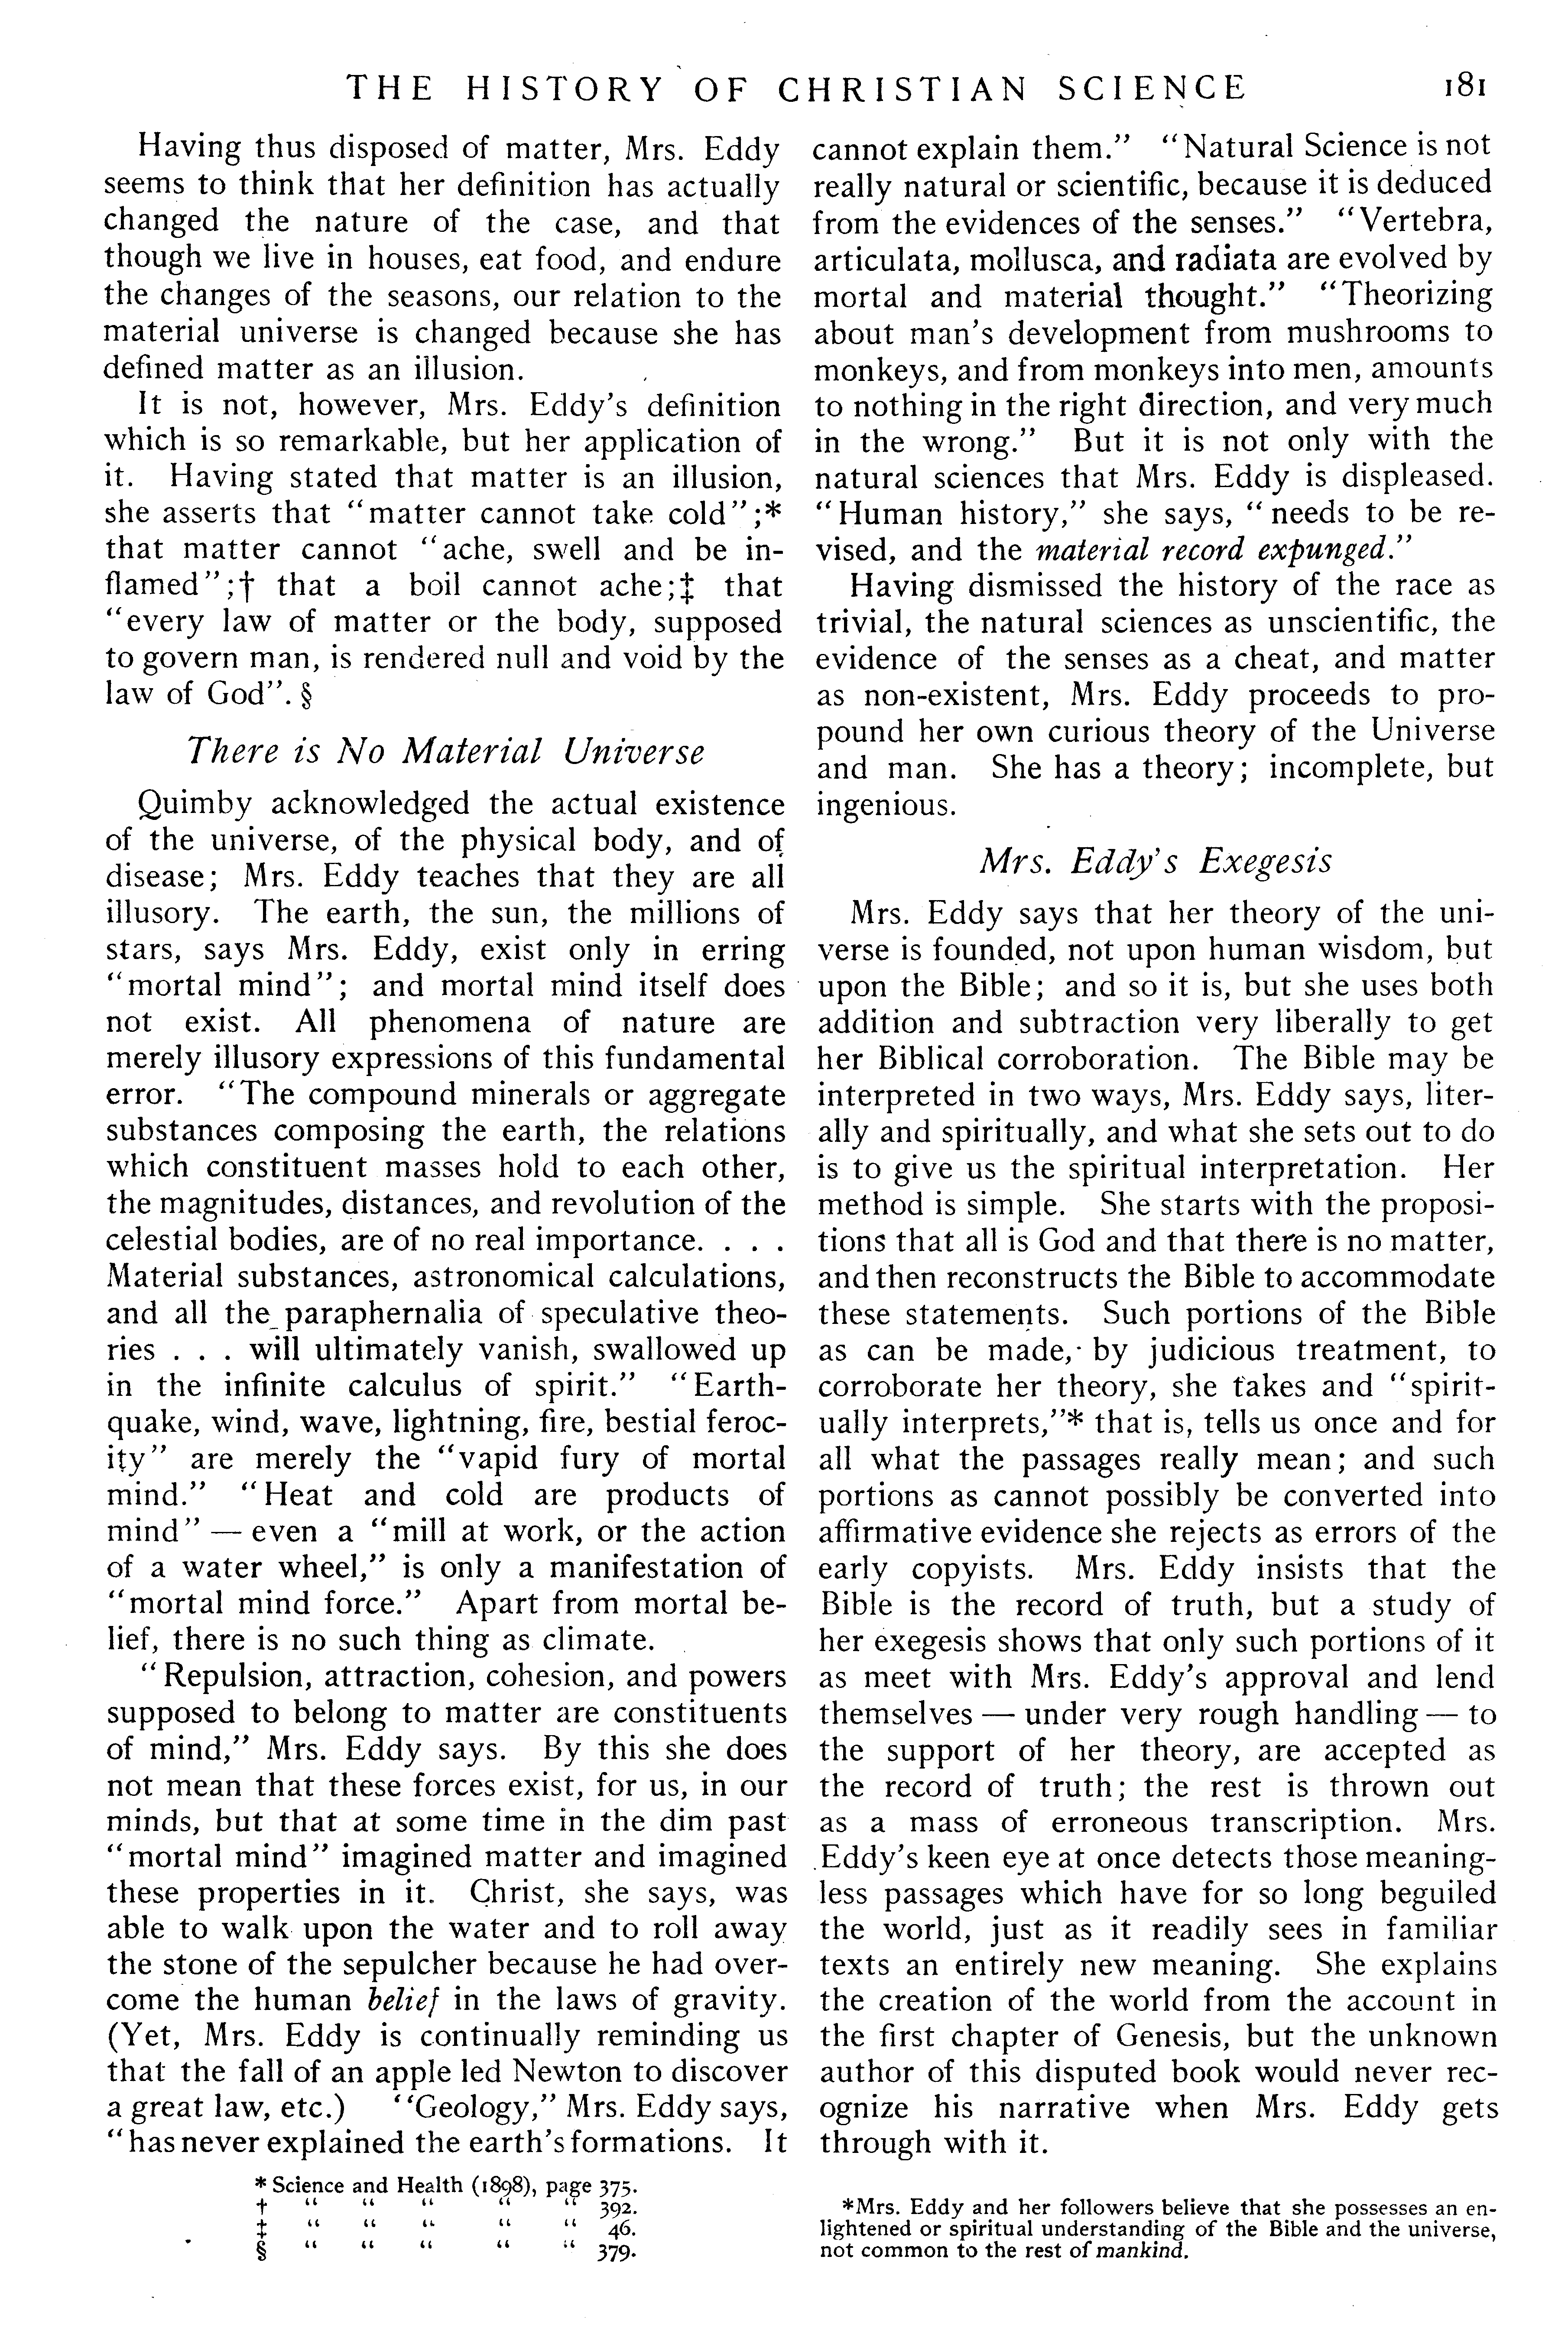 THE HISTORY OF CHRISTIAN SCIENCE 181
Having thus disposed of matter, Mrs. Eddy
seems to think that her definition has actually
changed the nature of the case, and that
though we live in houses, eat food, and endure
the changes of the seasons, our relation to the
material universe is changed because she has
defined matter as an illusion.
It is not, however, Mrs. Eddy's definition
which is so remarkable, but her application of
it. Having stated that matter is an illusion,
she asserts that "matter cannot take cold";*
that matter cannot "ache, swell and be in-
flamed";† that a boil cannot ache;‡ that
"every law of matter or the body, supposed
to govern man, is rendered null and void by the
law of God". §
There is No Material Universe
Quimby acknowledged the actual existence
of the universe, of the physical body, and of
disease; Mrs. Eddy teaches that they are all
illusory. The earth, the sun, the millions of
stars, says Mrs. Eddy, exist only in erring
"mortal mind"; and mortal mind itself does
not exist. All phenomena of nature are
merely illusory expressions of this fundamental
error. "The compound minerals or aggregate
substances composing the earth, the relations
which constituent masses hold to each other,
the magnitudes, distances, and revolution of the
celestial bodies, are of no real importance. . . .
Material substances, astronomical calculations,
and all the paraphernalia of speculative theo-
ries . . . will ultimately vanish, swallowed up
in the infinite calculus of spirit." "Earth-
quake, wind, wave, lightning, fire, bestial feroc-
ity" are merely the "vapid fury of mortal
mind." "Heat and cold are products of
mind" — even a "mill at work, or the action
of a water wheel," is only a manifestation of
"mortal mind force." Apart from mortal be-
lief, there is no such thing as climate.
"Repulsion, attraction, cohesion, and powers
supposed to belong to matter are constituents
of mind," Mrs. Eddy says. By this she does
not mean that these forces exist, for us, in our
minds, but that at some time in the dim past
"mortal mind" imagined matter and imagined
these properties in it. Christ, she says, was
able to walk upon the water and to roll away
the stone of the sepulcher because he had over-
come the human belief in the laws of gravity.
(Yet, Mrs. Eddy is continually reminding us
that the fall of an apple led Newton to discover
a great law, etc.) "Geology," Mrs. Eddy says,
"has never explained the earth's formations. It
* Science and Health (1898), page 375.
† " " " " " 392.
‡ " " " " " 46.
§ " " " " " 379.
cannot explain them." "Natural Science is not
really natural or scientific, because it is deduced
from the evidences of the senses." "Vertebra,
articulata, mollusca, and radiata are evolved by
mortal and material thought." "Theorizing
about man's development from mushrooms to
monkeys, and from monkeys into men, amounts
to nothing in the right direction, and very much
in the wrong." But it is not only with the
natural sciences that Mrs. Eddy is displeased.
"Human history," she says, "needs to be re-
vised, and the material record expunged."
Having dismissed the history of the race as
trivial, the natural sciences as unscientific, the
evidence of the senses as a cheat, and matter
as non-existent, Mrs. Eddy proceeds to pro-
pound her own curious theory of the Universe
and man. She has a theory; incomplete, but
ingenious.
Mrs. Eddy's Exegesis
Mrs. Eddy says that her theory of the uni-
verse is founded, not upon human wisdom, but
upon the Bible; and so it is, but she uses both
addition and subtraction very liberally to get
her Biblical corroboration. The Bible may be
interpreted in two ways, Mrs. Eddy says, liter-
ally and spiritually, and what she sets out to do
is to give us the spiritual interpretation. Her
method is simple. She starts with the proposi-
tions that all is God and that there is no matter,
and then reconstructs the Bible to accommodate
these statements. Such portions of the Bible
as can be made, by judicious treatment, to
corroborate her theory, she takes and "spirit-
ually interprets,"* that is, tells us once and for
all what the passages really mean; and such
portions as cannot possibly be converted into
affirmative evidence she rejects as errors of the
early copyists. Mrs. Eddy insists that the
Bible is the record of truth, but a study of
her exegesis shows that only such portions of it
as meet with Mrs. Eddy's approval and lend
themselves — under very rough handling — to
the support of her theory, are accepted as
the record of truth; the rest is thrown out
as a mass of erroneous transcription. Mrs.
Eddy's keen eye at once detects those meaning-
less passages which have for so long beguiled
the world, just as it readily sees in familiar
texts an entirely new meaning. She explains
the creation of the world from the account in
the first chapter of Genesis, but the unknown
author of this disputed book would never rec-
ognize his narrative when Mrs. Eddy gets
through with it.
*Mrs. Eddy and her followers believe that she possesses an en-
lightened or spiritual understanding of the Bible and the universe,
not common to the rest of mankind.